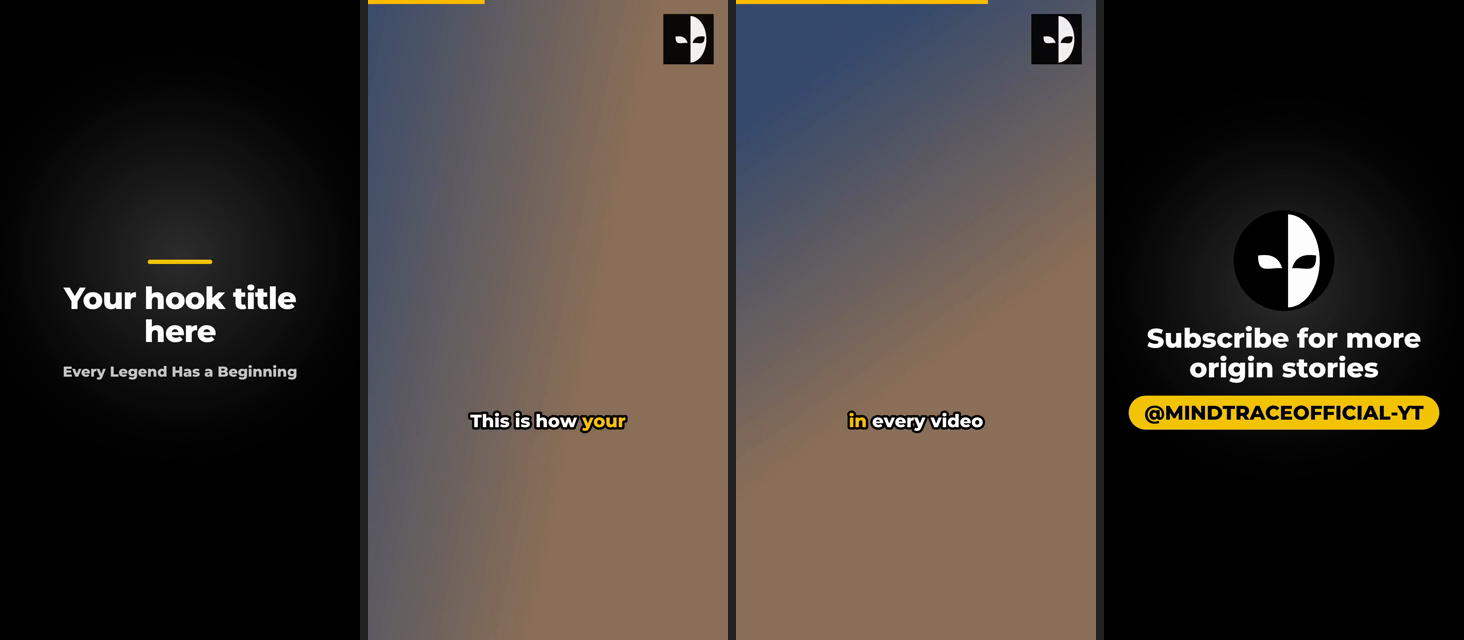 Your hook title
here
Every Legend Has a Beginning
This is how your
in every video
Subscribe for more
origin stories
@MINDTRACEOFFICIAL-YT